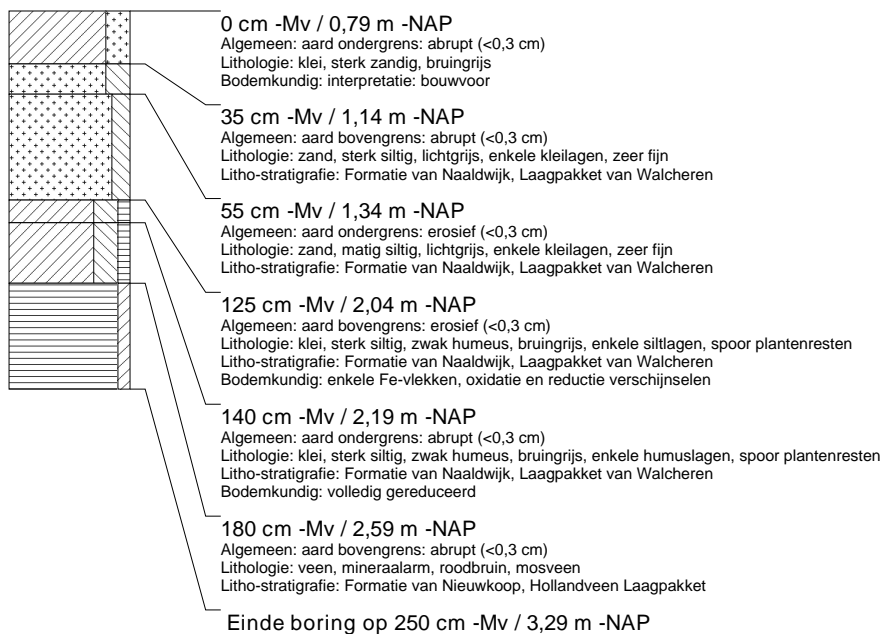 0 cm -Mv / 0,79 m -NAP
Algemeen: aard ondergrens: abrupt (<0,3 cm)
Lithologie: klei, sterk zandig, bruingrijs
Bodemkundig: interpretatie: bouwvoor
35 cm -Mv / 1,14 m -NAP
Algemeen: aard bovengrens: abrupt (<0,3 cm)
Lithologie: zand, sterk siltig, lichtgrijs, enkele kleilagen, zeer fijn
Litho-stratigrafie: Formatie van Naaldwijk, Laagpakket van Walcheren
55 cm -Mv / 1,34 m -NAP
Algemeen: aard ondergrens: erosief (<0,3 cm)
Lithologie: zand, matig siltig, lichtgrijs, enkele kleilagen, zeer fijn
Litho-stratigrafie: Formatie van Naaldwijk, Laagpakket van Walcheren
125 cm -Mv / 2,04 m -NAP
Algemeen: aard bovengrens: erosief (<0,3 cm)
Lithologie: klei, sterk siltig, zwak humeus, bruingrijs, enkele siltlagen, spoor plantenresten
Litho-stratigrafie: Formatie van Naaldwijk, Laagpakket van Walcheren
Bodemkundig: enkele Fe-vlekken, oxidatie en reductie verschijnselen
140 cm -Mv / 2,19 m -NAP
Algemeen: aard ondergrens: abrupt (<0,3 cm)
Lithologie: klei, sterk siltig, zwak humeus, bruingrijs, enkele humuslagen, spoor plantenresten
Litho-stratigrafie: Formatie van Naaldwijk, Laagpakket van Walcheren
Bodemkundig: volledig gereduceerd
180 cm -Mv / 2,59 m -NAP
Algemeen: aard bovengrens: abrupt (<0,3 cm)
Lithologie: veen, mineraalarm, roodbruin, mosveen
Litho-stratigrafie: Formatie van Nieuwkoop, Hollandveen Laagpakket
Einde boring op 250 cm -Mv / 3,29 m -NAP